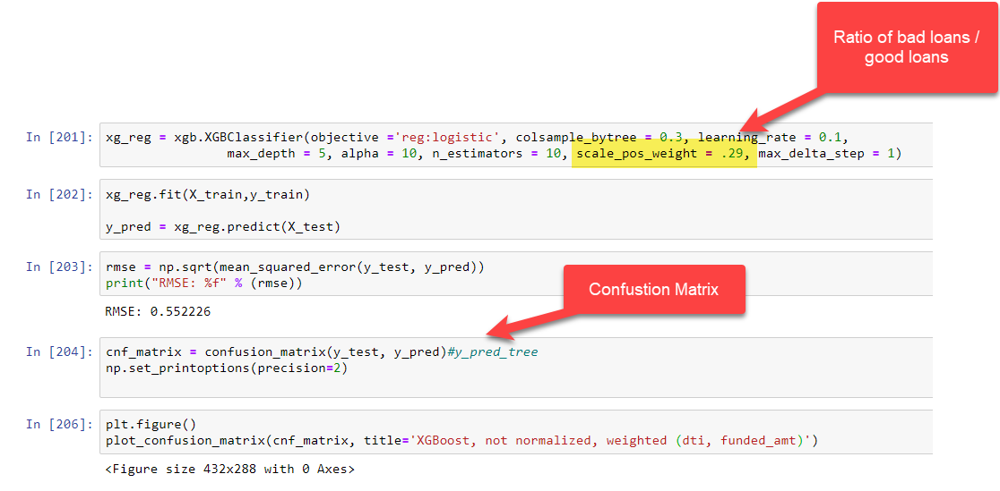 Ratio of bad loans /
good loans
In [201]: xg_reg = xgb.XGBClassifier(objective ='reg:logistic', colsample_bytree = 0.3, learning_rate = 0.1,
max_depth = 5, alpha = 10, n_estimators = 10, scale_pos_weight = .29, max_delta_step = 1)
In [202]: xg_reg.fit(X_train,y_train)
y_pred = xg_reg.predict(X_test)
In [203]: rmse = np.sqrt(mean_squared_error(y_test, y_pred))
print("RMSE: %f" % (rmse))
Confustion Matrix
RMSE: 0.552226
In [204]: cnf_matrix = confusion_matrix(y_test, y_pred)#y_pred_tree
np.set_printoptions(precision=2)
In [206]: plt.figure()
plot_confusion_matrix(cnf_matrix, title='XGBoost, not normalized, weighted (dti, funded_amt)')
<Figure size 432x288 with 0 Axes>